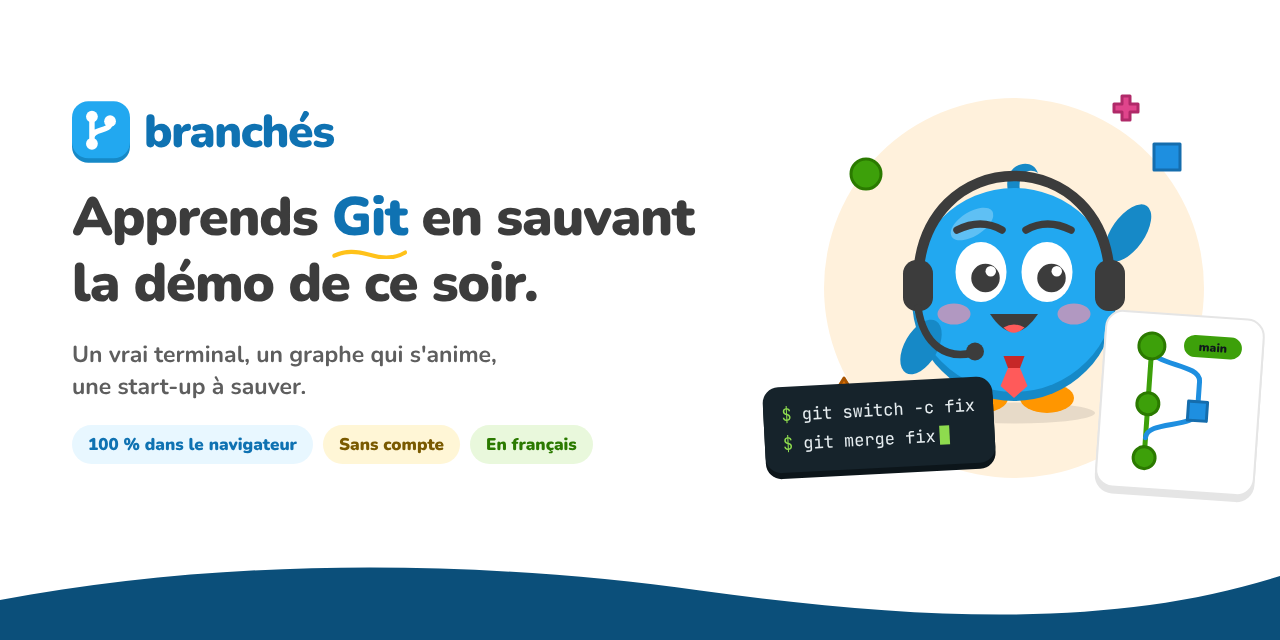 branchés
Apprends Git en sauvant
la démo de ce soir.
Un vrai terminal, un graphe qui s'anime,
une start-up à sauver.
100 % dans le navigateur
Sans compte
En français
$ git switch -c fix
$ git merge fix
main